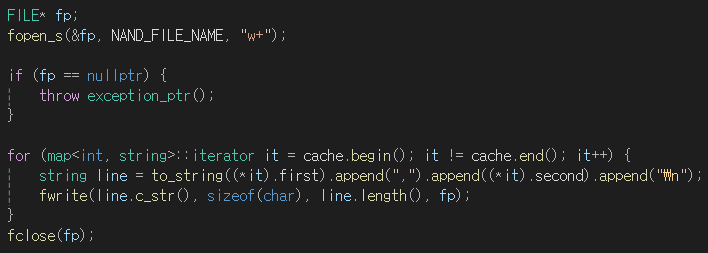 FILE* fp;
fopen_s(&fp, NAND_FILE_NAME, "w+");
if (fp == nullptr) {
throw exception_ptr();
}
for (map<int, string>::iterator it = cache.begin(); it != cache.end(); it++) {
string line = to_string((*it).first).append(",").append((*it).second).append("₩n");
fwrite(line.c_str(), sizeof(char), line.length(), fp);
}
fclose(fp);